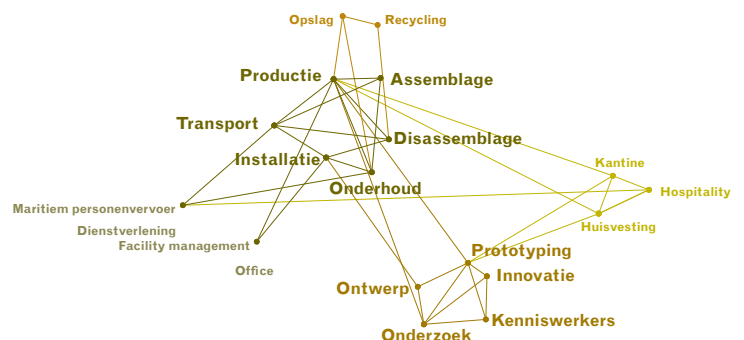 Opslag
Recycling
Productie
Assemblage
Transport
Disassemblage
Installatie
Kantine
Onderhoud
Hospitality
Maritiem personenvervoer
Huisvesting
Dienstverlening
Facility management
Prototyping
Office
Innovatie
Ontwerp
Kenniswerkers
Onderzoek